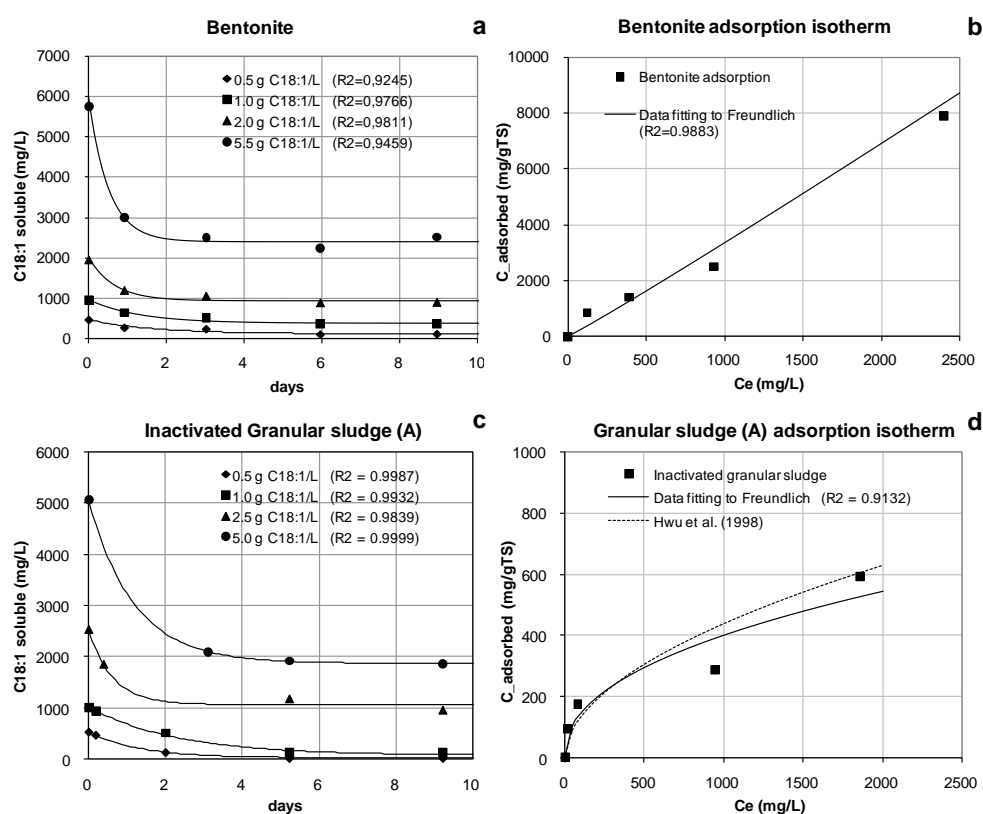 Bentonite
a
C18:1 soluble (mg/L)
7000
6000
5000
4000
3000
2000
1000
0
0.5 g C18:1/L (R2=0,9245)
1.0 g C18:1/L (R2=0,9766)
2.0 g C18:1/L (R2=0,9811)
5.5 g C18:1/L (R2=0,9459)
0 2 4 6 8 10
days
Bentonite adsorption isotherm
b
C_adsorbed (mg/gTS)
10000
8000
6000
4000
2000
0
Bentonite adsorption
Data fitting to Freundlich
(R2=0.9883)
0 500 1000 1500 2000 2500
Ce (mg/L)
Inactivated Granular sludge (A)
c
C18:1 soluble (mg/L)
6000
5000
4000
3000
2000
1000
0
0.5 g C18:1/L (R2 = 0.9987)
1.0 g C18:1/L (R2 = 0.9932)
2.5 g C18:1/L (R2 = 0.9839)
5.0 g C18:1/L (R2 = 0.9999)
0 2 4 6 8 10
days
Granular sludge (A) adsorption isotherm
d
C_adsorbed (mg/gTS)
1000
800
600
400
200
0
Inactivated granular sludge
Data fitting to Freundlich (R2 = 0.9132)
Hwu et al. (1998)
0 500 1000 1500 2000 2500
Ce (mg/L)